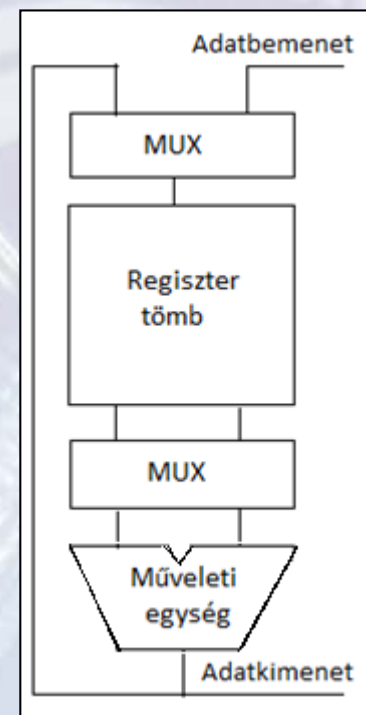 Adatbemenet
MUX
Regiszter
tömb
MUX
Műveleti
egység
Adatkimenet